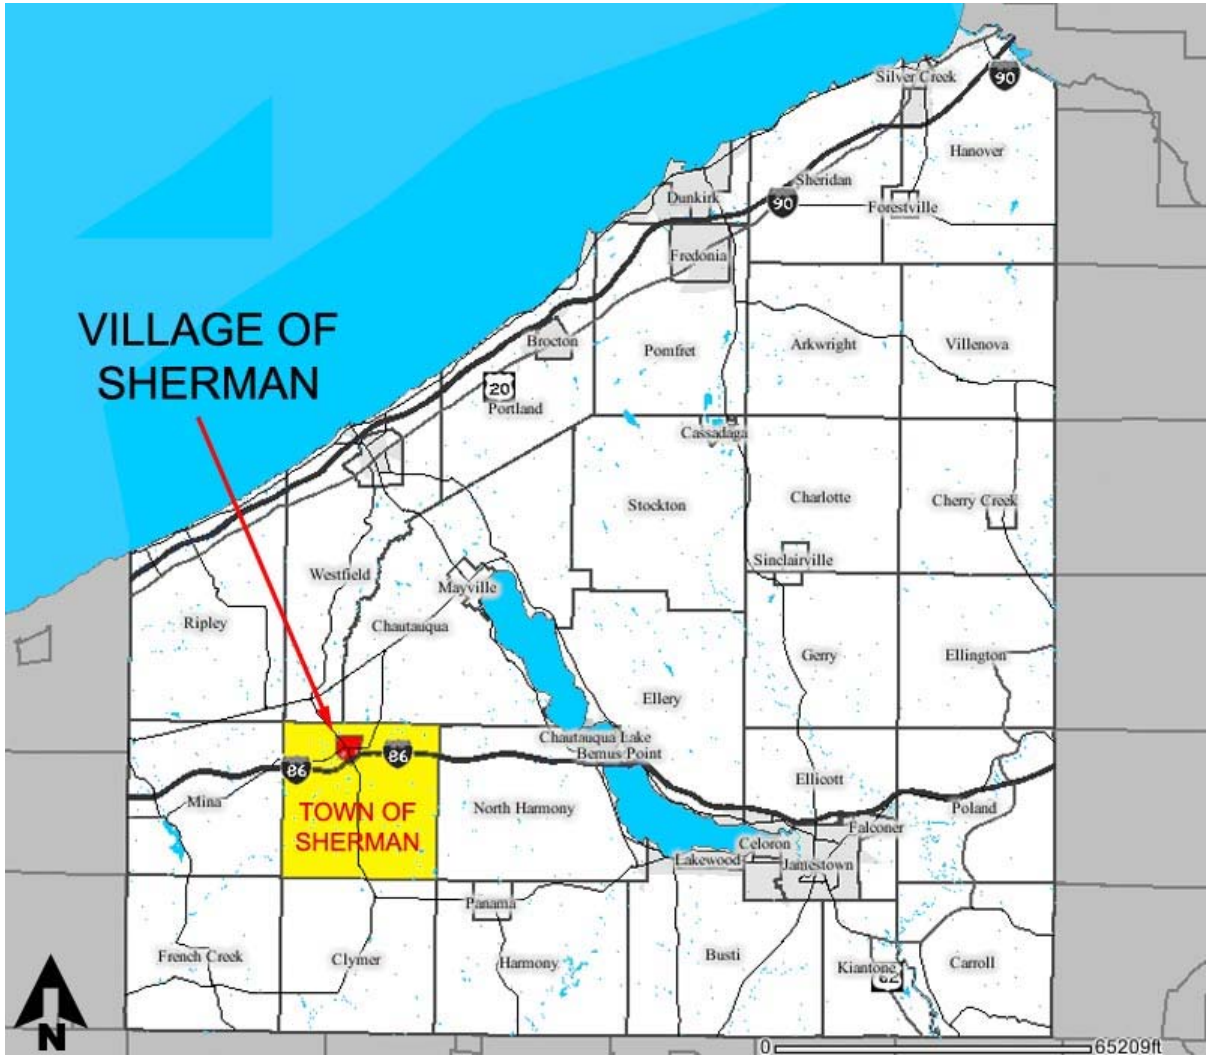 Silver Creek
90
Hanover
Sheridan
Dunkirk
90
Forestville
Fredonia
VILLAGE OF
SHERMAN
Brocton
Pomfret
Arkwright
Villenova
20
Portland
Cassadaga
Stockton
Charlotte
Cherry Creek
Sinclairville
Westfield
Mayville
Ripley
Chautauqua
Gerry
Ellington
Ellery
Chautauqua Lake
Bemus Point
86
86
Ellicott
Mina
TOWN OF
SHERMAN
North Harmony
Poland
Falconer
Celoron
Lakewood
Jamestown
Panama
French Creek
Clymer
Harmony
Busti
Kiantone
Carroll
62
N
0
65209ft